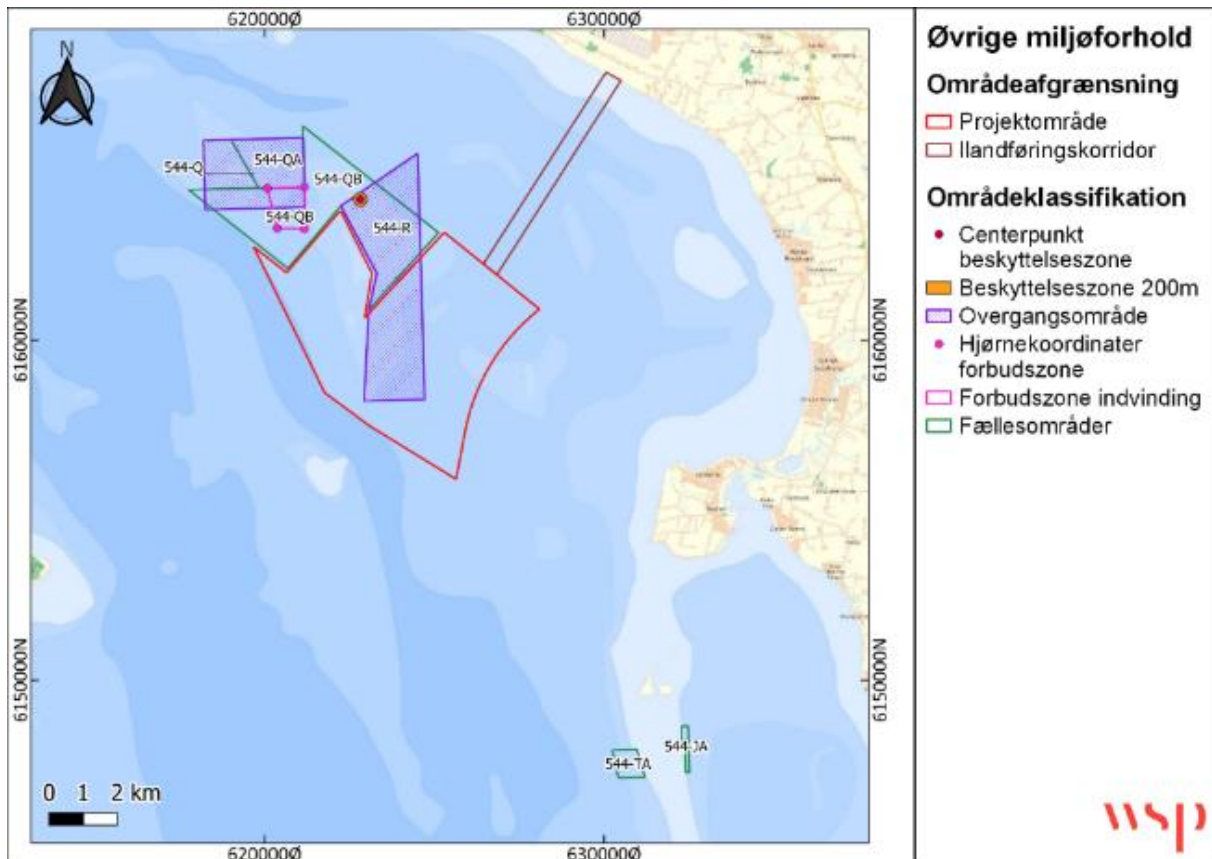 620000Ø
630000Ø
N
544-Q
544-QA
544-QB
544-QB
544-R
6160000N
6160000N
6150000N
6150000N
544-TA
544-JA
0 1 2 km
620000Ø
630000Ø
Øvrige miljøforhold
Områdeafgrænsning
Projektområde
Ilandføringskorridor
Områdeklassifikation
Centerpunkt
beskyttelseszone
Beskyttelseszone 200m
Overgangsområde
Hjørnekoordinater
forbudszone
Forbudszone indvinding
Fællesområder
wsp